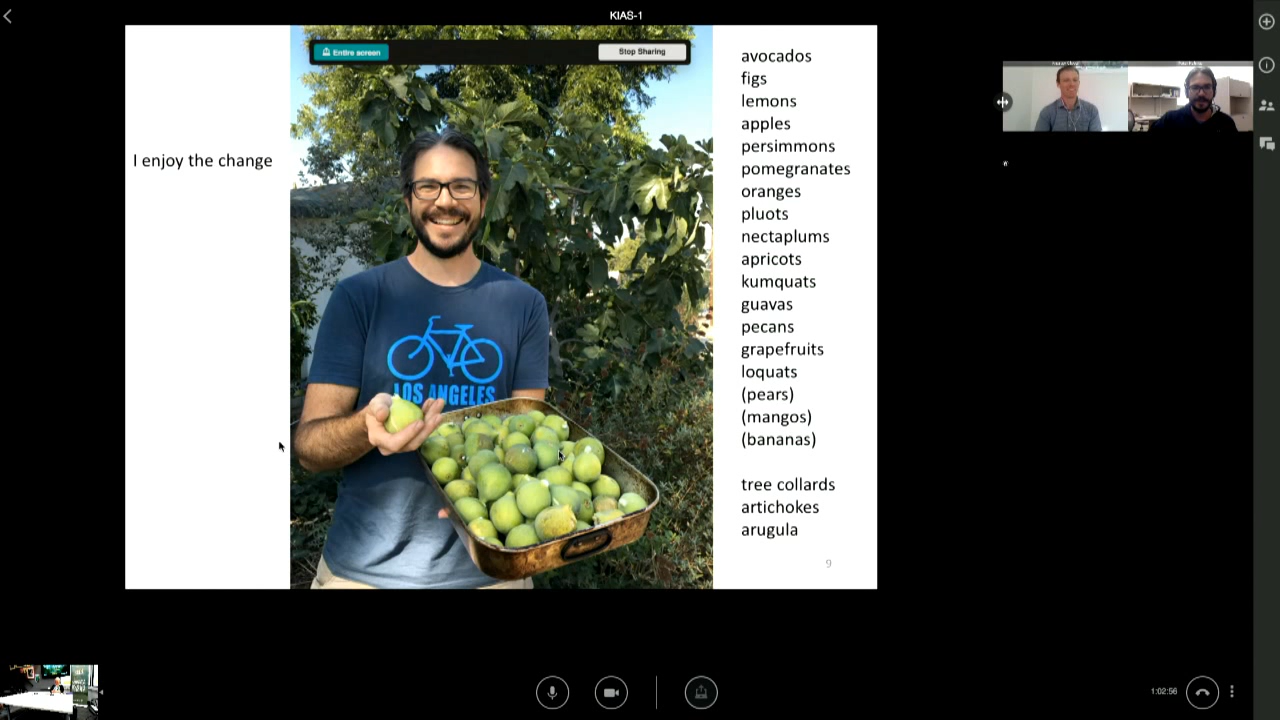 KIAS-1
Entire screen
Stop Sharing
I enjoy the change
LOS ANGELES
avocados
figs
lemons
apples
persimmons
pomegranates
oranges
pluots
nectaplums
apricots
kumquats
guavas
pecans
grapefruits
loquats
(pears)
(mangos)
(bananas)
tree collards
artichokes
arugula
9
1:02:56